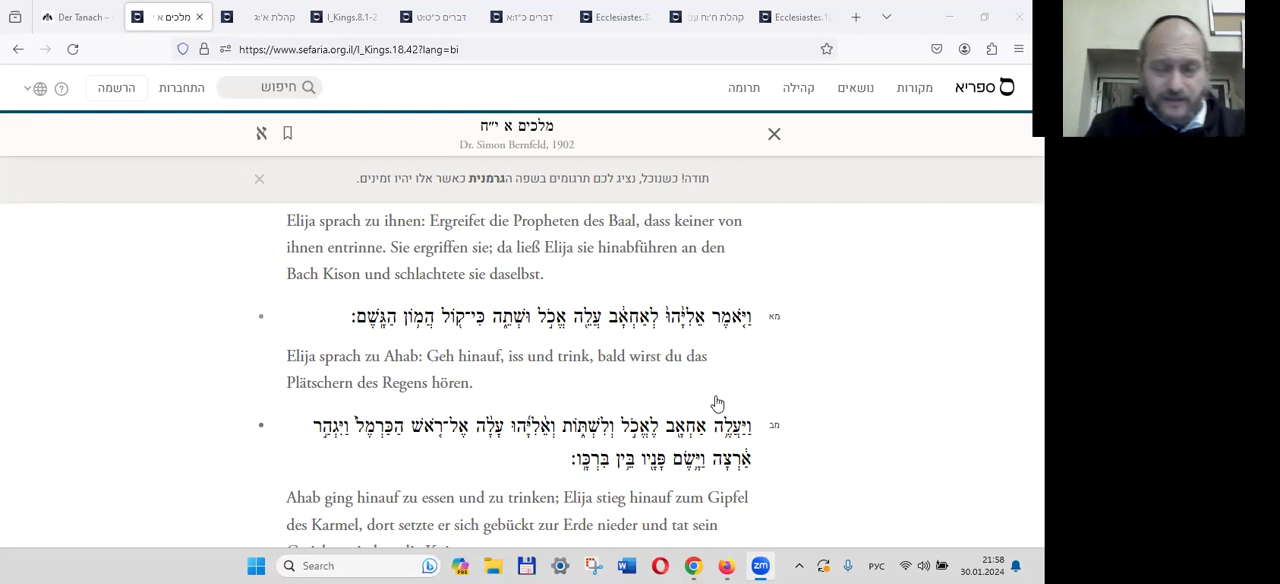 Der Tanach –
מלכים א י
קהלת א׳:ג
I_Kings.8.1-2
דברים כ״ט:ט
דברים כ״ז:א
Ecclesiastes.8.
קהלת ח׳:ח עם
Ecclesiastes.12
https://www.sefaria.org.il/I_Kings.18.42?lang=bi
ספריא
מקורות
נושאים
קהילה
תרומה
חיפוש
התחברות
הרשמה
מלכים א י״ח
Dr. Simon Bernfeld, 1902
תודה! כשנוכל, נציג לכם תרגומים בשפה הגרמנית כאשר אלו יהיו זמינים.
Elija sprach zu ihnen: Ergreifet die Propheten des Baal, dass keiner von
ihnen entrinne. Sie ergriffen sie; da ließ Elija sie hinabführen an den
Bach Kison und schlachtete sie daselbst.
מא
וַיֹּ֤אמֶר אֵלִיָּ֙הוּ֙ לְאַחְאָ֔ב עֲלֵ֖ה אֱכֹ֣ל וּשְׁתֵ֑ה כִּי־ק֖וֹל הֲמ֥וֹן הַגָּֽשֶׁם׃
Elija sprach zu Ahab: Geh hinauf, iss und trink, bald wirst du das
Plätschern des Regens hören.
מב
וַיַּעֲלֶ֥ה אַחְאָ֖ב לֶאֱכֹ֣ל וְלִשְׁתּ֑וֹת וְאֵ֨לִיָּ֜הוּ עָלָ֨ה אֶל־רֹ֤אשׁ הַכַּרְמֶל֙ וַיִּגְהַ֣ר
אַ֔רְצָה וַיָּ֥שֶׂם פָּנָ֖יו בֵּ֥ין בִּרְכָּֽו׃
Ahab ging hinauf zu essen und zu trinken; Elija stieg hinauf zum Gipfel
des Karmel, dort setzte er sich gebückt zur Erde nieder und tat sein
Search
РУС
21:58
30.01.2024